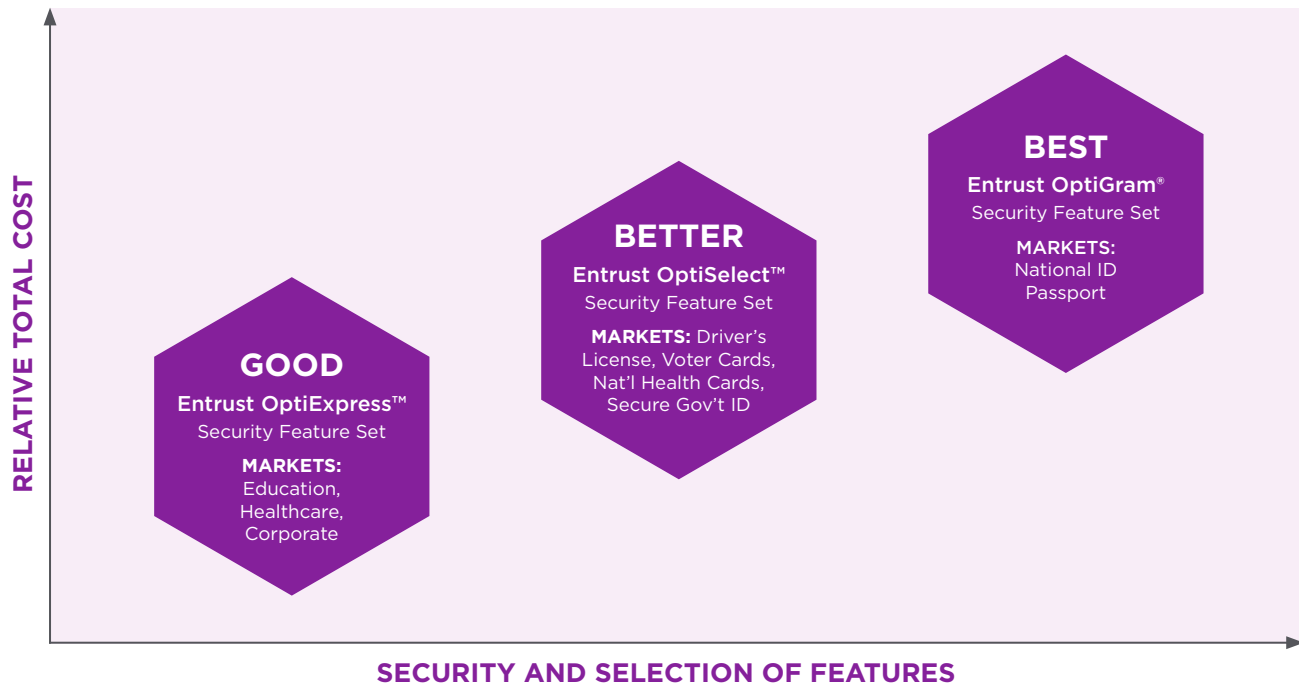 RELATIVE TOTAL COST
GOOD
Entrust OptiExpress™
Security Feature Set
MARKETS:
Education,
Healthcare,
Corporate
BETTER
Entrust OptiSelect™
Security Feature Set
MARKETS: Driver's
License, Voter Cards,
Nat'l Health Cards,
Secure Gov't ID
BEST
Entrust OptiGram®
Security Feature Set
MARKETS:
National ID
Passport
SECURITY AND SELECTION OF FEATURES